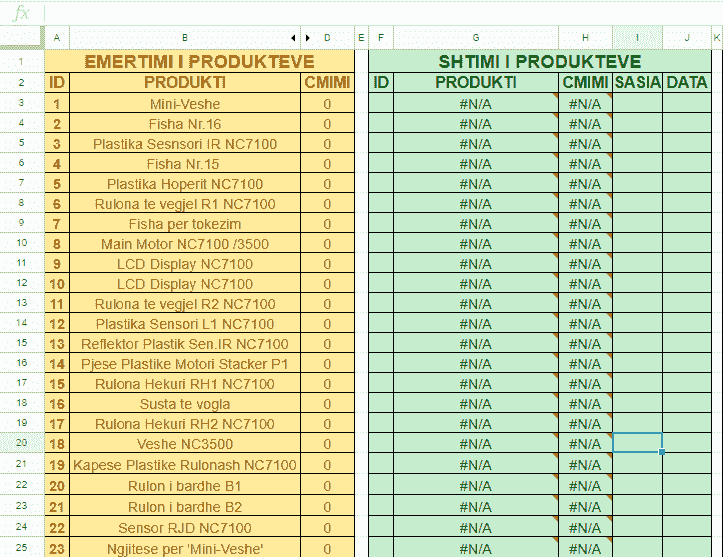 fx
A B D E F G H I J K
1 EMERTIMI I PRODUKTEVE SHTIMI I PRODUKTEVE
2 ID PRODUKTI CMIMI ID PRODUKTI CMIMI SASIA DATA
3 1 Mini-Veshe 0 #N/A #N/A
4 2 Fisha Nr.16 0 #N/A #N/A
5 3 Plastika Sesnsori IR NC7100 0 #N/A #N/A
6 4 Fisha Nr.15 0 #N/A #N/A
7 5 Plastika Hoperit NC7100 0 #N/A #N/A
8 6 Rulona te vegjel R1 NC7100 0 #N/A #N/A
9 7 Fisha per tokezim 0 #N/A #N/A
10 8 Main Motor NC7100 /3500 0 #N/A #N/A
11 9 LCD Display NC7100 0 #N/A #N/A
12 10 LCD Display NC7100 0 #N/A #N/A
13 11 Rulona te vegjel R2 NC7100 0 #N/A #N/A
14 12 Plastika Sensori L1 NC7100 0 #N/A #N/A
15 13 Reflektor Plastik Sen.IR NC7100 0 #N/A #N/A
16 14 Pjese Plastike Motori Stacker P1 0 #N/A #N/A
17 15 Rulona Hekuri RH1 NC7100 0 #N/A #N/A
18 16 Susta te vogla 0 #N/A #N/A
19 17 Rulona Hekuri RH2 NC7100 0 #N/A #N/A
20 18 Veshe NC3500 0 #N/A #N/A
21 19 Kapese Plastike Rulonash NC7100 0 #N/A #N/A
22 20 Rulon i bardhe B1 0 #N/A #N/A
23 21 Rulon i bardhe B2 0 #N/A #N/A
24 22 Sensor RJD NC7100 0 #N/A #N/A
25 23 Ngjitese per 'Mini-Veshe' 0 #N/A #N/A